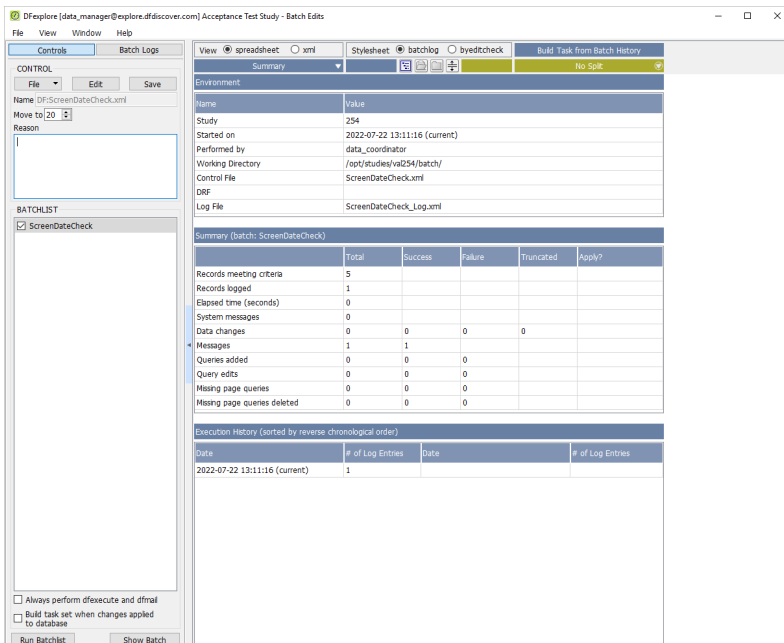 DFexplore [data_manager@explore.dfdiscover.com] Acceptance Test Study - Batch Edits
File View Window Help
Controls Batch Logs
CONTROL
File Edit Save
Name DF:ScreenDateCheck.xml
Move to 20
Reason
BATCHLIST
ScreenDateCheck
Always perform dfexecute and dfmail
Build task set when changes applied
to database
Run Batchlist Show Batch
View spreadsheet xml Stylesheet batchlog byeditcheck Build Task from Batch History
Summary No Split
Environment
Name Value
Study 254
Started on 2022-07-22 13:11:16 (current)
Performed by data_coordinator
Working Directory /opt/studies/val254/batch/
Control File ScreenDateCheck.xml
DRF
Log File ScreenDateCheck_Log.xml
Summary (batch: ScreenDateCheck)
Total Success Failure Truncated Apply?
Records meeting criteria 5
Records logged 1
Elapsed time (seconds) 0
System messages 0
Data changes 0 0 0 0
Messages 1 1
Queries added 0 0 0
Query edits 0 0 0
Missing page queries 0 0 0
Missing page queries deleted 0 0 0
Execution History (sorted by reverse chronological order)
Date # of Log Entries Date # of Log Entries
2022-07-22 13:11:16 (current) 1